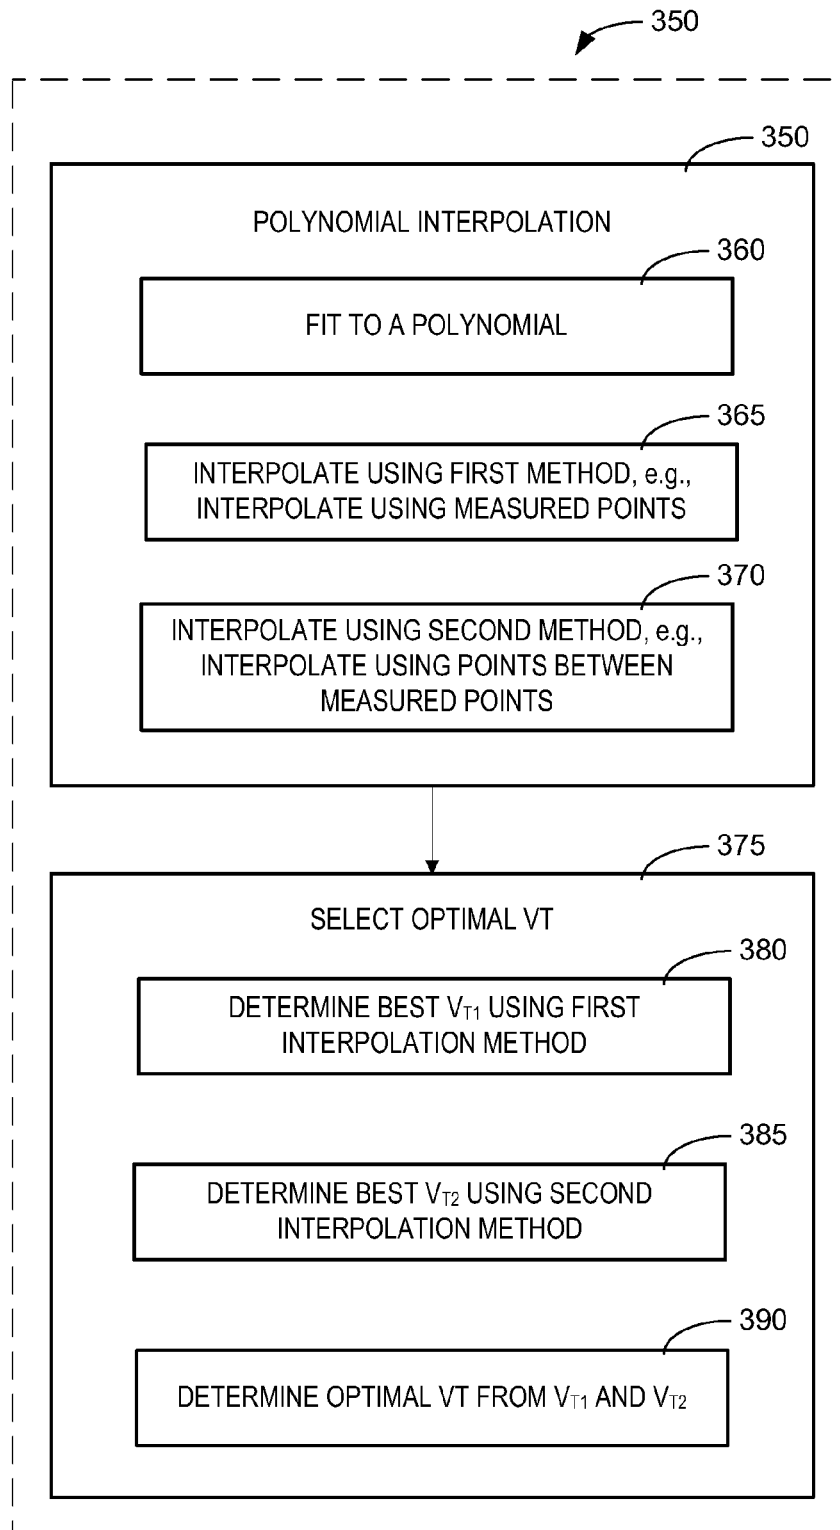 350
350
POLYNOMIAL INTERPOLATION
360
FIT TO A POLYNOMIAL
365
INTERPOLATE USING FIRST METHOD, e.g.,
INTERPOLATE USING MEASURED POINTS
370
INTERPOLATE USING SECOND METHOD, e.g.,
INTERPOLATE USING POINTS BETWEEN
MEASURED POINTS
375
SELECT OPTIMAL VT
380
DETERMINE BEST VT1 USING FIRST
INTERPOLATION METHOD
385
DETERMINE BEST VT2 USING SECOND
INTERPOLATION METHOD
390
DETERMINE OPTIMAL VT FROM VT1 AND VT2